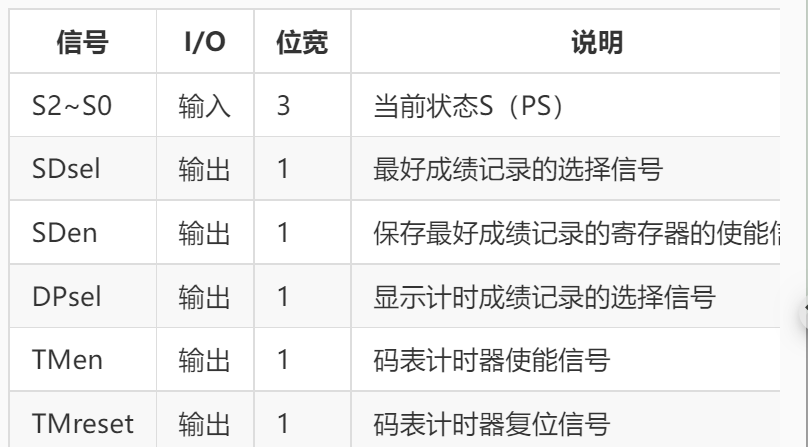 信号 I/O 位宽 说明
S2~S0 输入 3 当前状态S（PS）
SDsel 输出 1 最好成绩记录的选择信号
SDen 输出 1 保存最好成绩记录的寄存器的使能
DPsel 输出 1 显示计时成绩记录的选择信号
TMen 输出 1 码表计时器使能信号
TMreset 输出 1 码表计时器复位信号